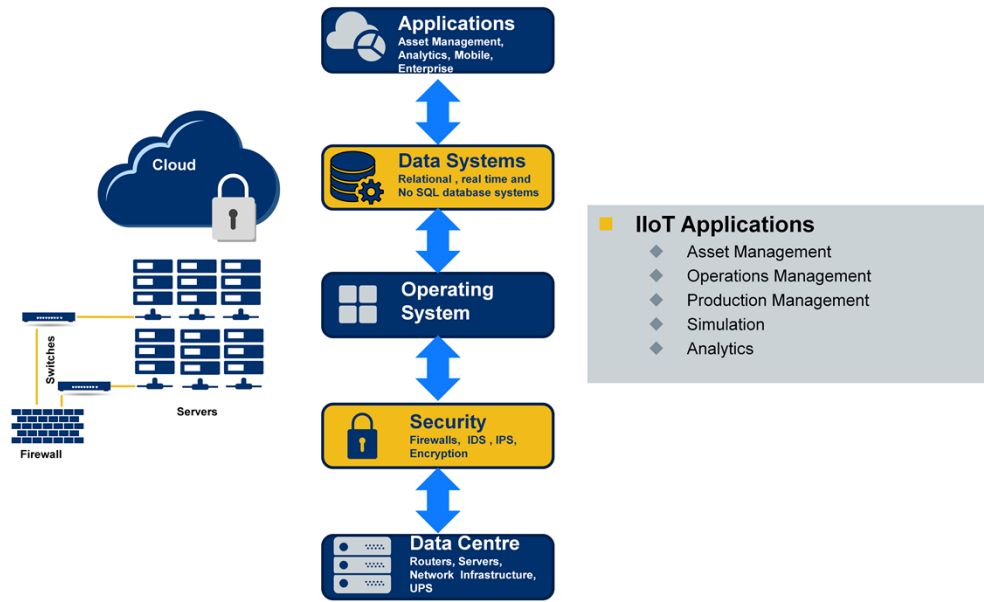 Applications
Asset Management,
Analytics, Mobile,
Enterprise
Cloud
Data Systems
Relational , real time and
No SQL database systems
IIoT Applications
Asset Management
Operations Management
Production Management
Simulation
Analytics
Operating
System
Switches
Servers
Firewall
Security
Firewalls, IDS , IPS,
Encryption
Data Centre
Routers, Servers,
Network Infrastructure,
UPS